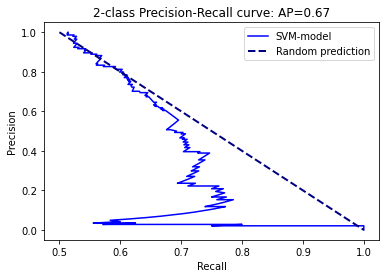 2-class Precision-Recall curve: AP=0.67
SVM-model
Random prediction
Precision
1.0
0.8
0.6
0.4
0.2
0.0
0.5 0.6 0.7 0.8 0.9 1.0
Recall